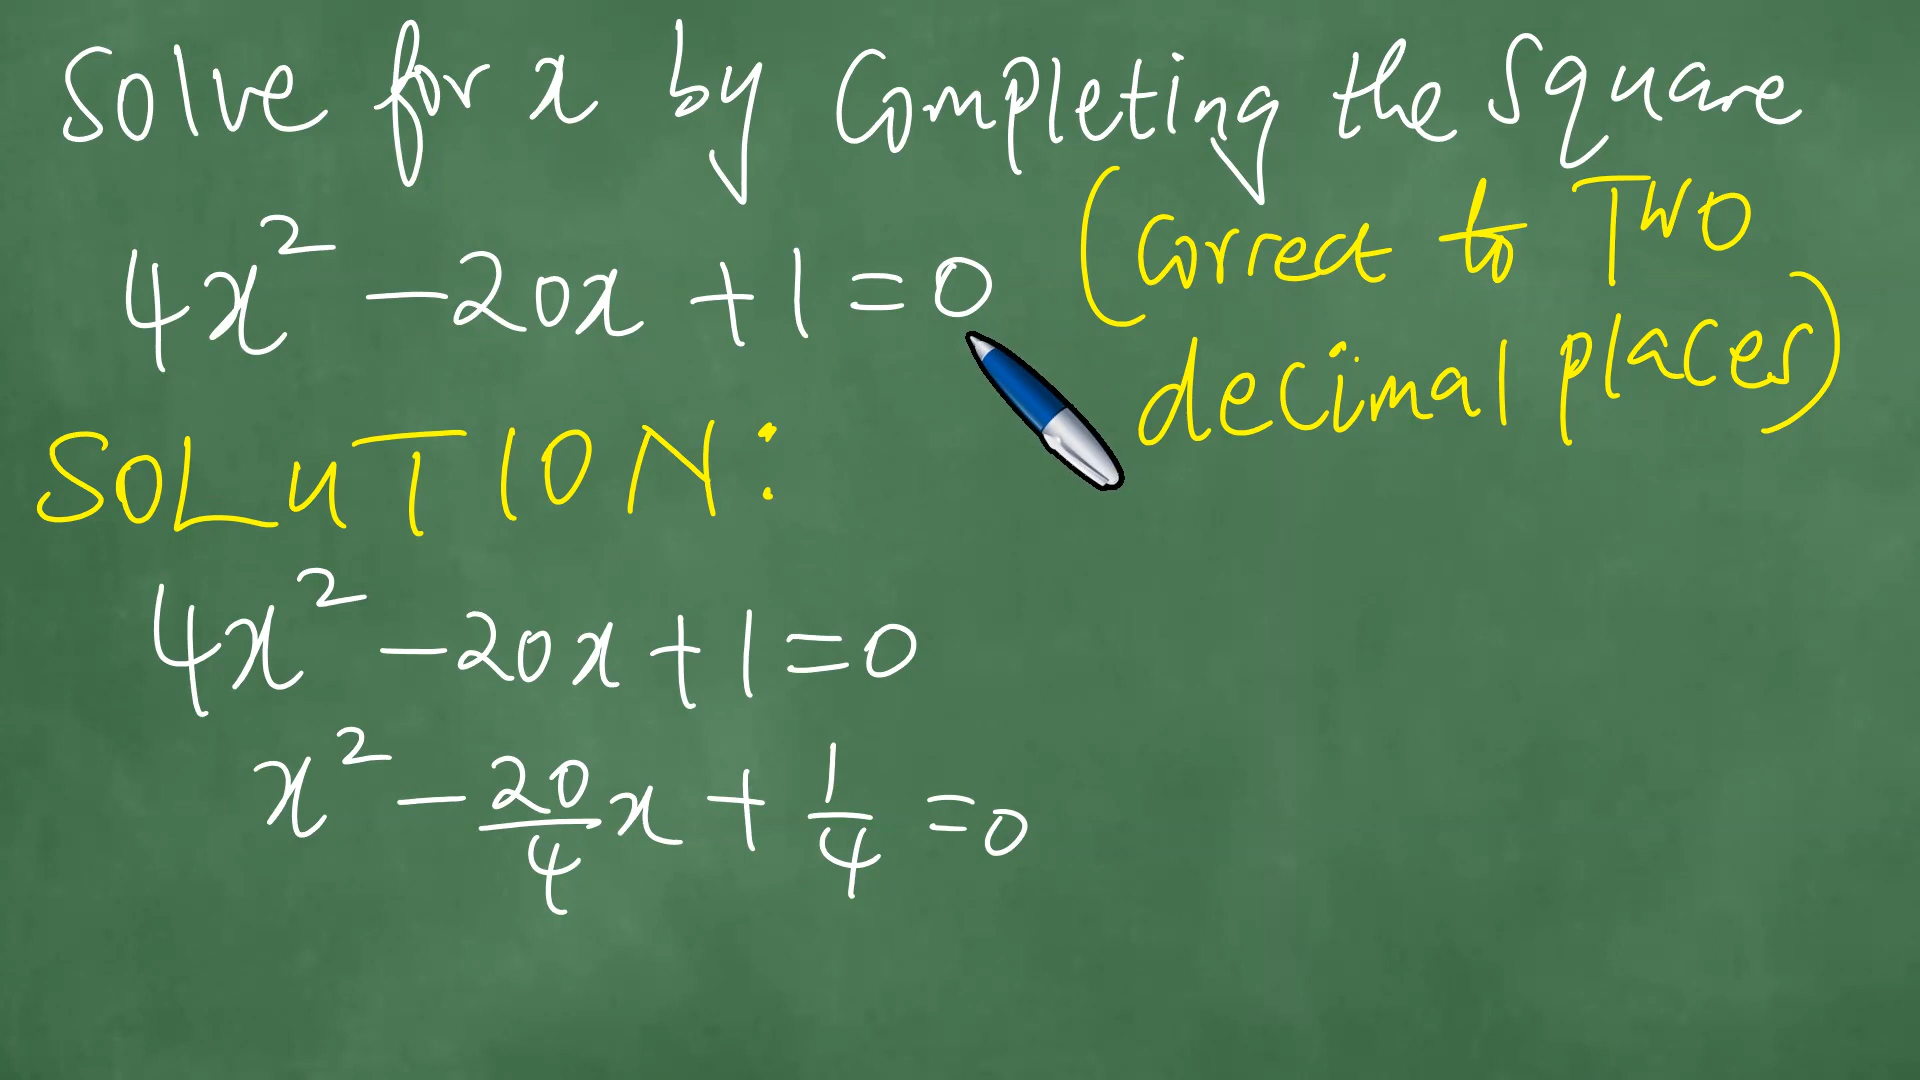 Solve for x by Completing the Square
4x² - 20x + 1 = 0
(Correct to TWO
decimal places)
SOLUTION:
4x² - 20x + 1 = 0
x² - 20/4 x + 1/4 = 0